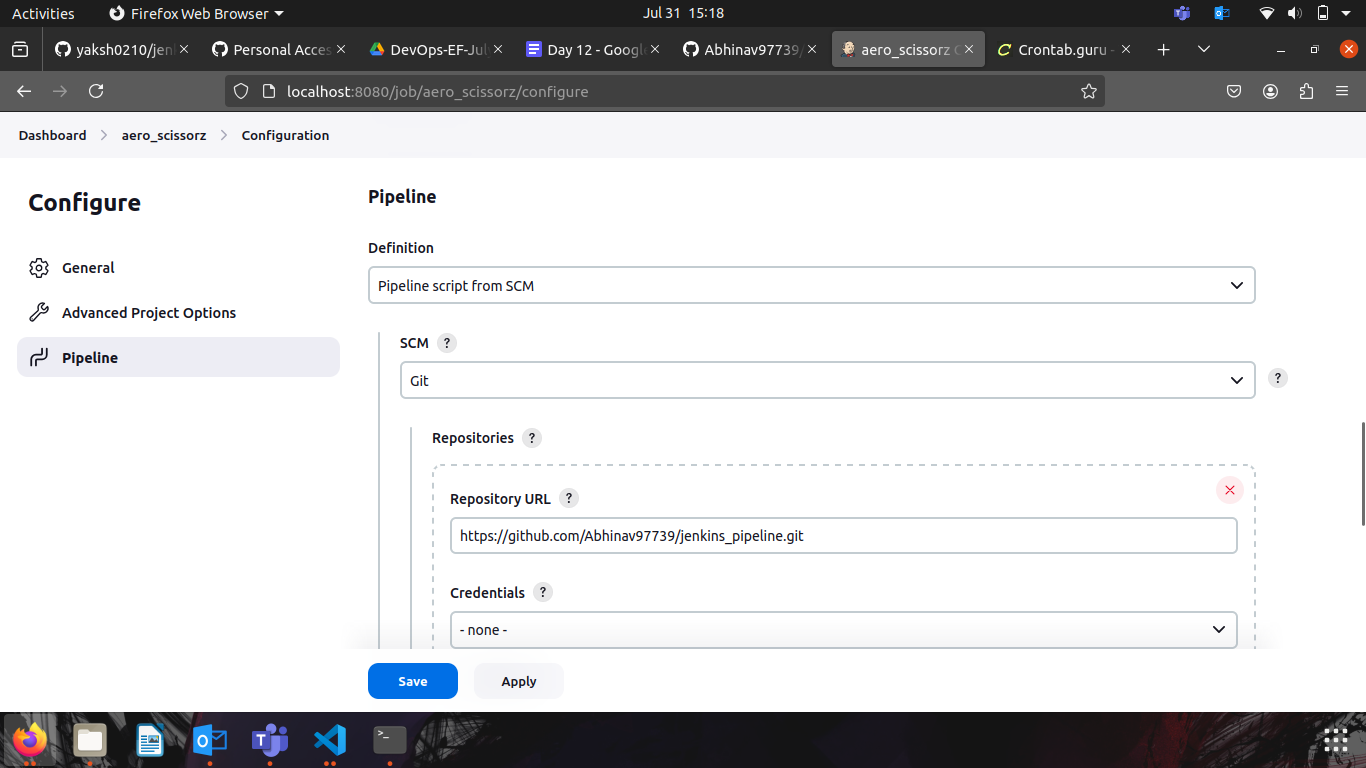 Activities Firefox Web Browser Jul 31 15:18
yaksh0210/jen Personal Acces DevOps-EF-Jul Day 12 - Googl Abhinav97739/ aero_scissorz C Crontab.guru -
localhost:8080/job/aero_scissorz/configure
Dashboard aero_scissorz Configuration
Configure
General
Advanced Project Options
Pipeline
Pipeline
Definition
Pipeline script from SCM
SCM ?
Git
?
Repositories ?
Repository URL ?
https://github.com/Abhinav97739/jenkins_pipeline.git
Credentials ?
- none -
Save Apply